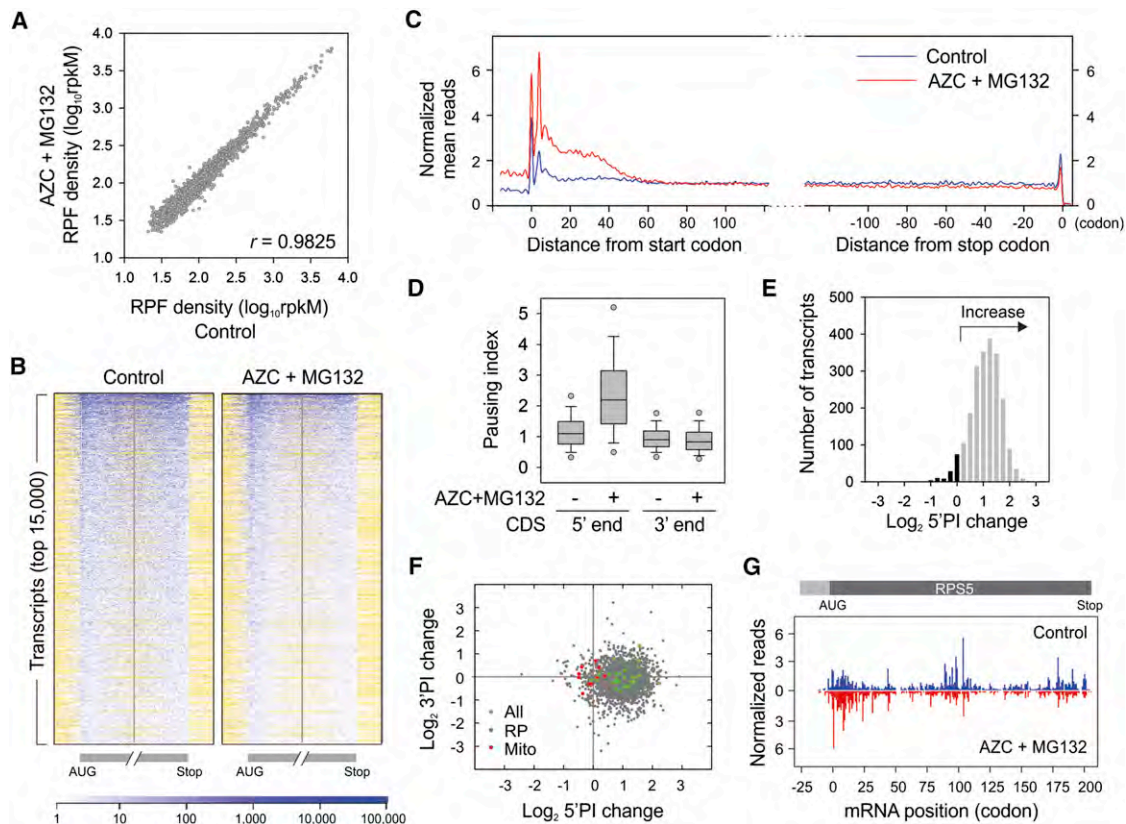 A
AZC + MG132
RPF density (log10rpkM)
4.0
3.5
3.0
2.5
2.0
1.5
1.0
r = 0.9825
1.0 1.5 2.0 2.5 3.0 3.5 4.0
RPF density (log10rpkM)
Control
B
Control AZC + MG132
Transcripts (top 15,000)
AUG Stop AUG Stop
1 10 100 1,000 10,000 100.000
C
Normalized
mean reads
6
4
2
0
Control
AZC + MG132
6
4
2
0
0 20 40 60 80 100 -100 -80 -60 -40 -20 0 (codon)
Distance from start codon Distance from stop codon
D
Pausing index
5
4
3
2
1
0
AZC+MG132 - + - +
CDS 5' end 3' end
E
Number of transcripts
500
400
300
200
100
0
Increase
-3 -2 -1 0 1 2 3
Log2 5'PI change
F
Log2 3'PI change
3
2
1
0
-1
-2
-3
All
RP
Mito
-4 -2 0 2 4
Log2 5'PI change
G
RPS5
AUG Stop
Normalized reads
6
3
0
0
3
6
Control
AZC + MG132
-25 0 25 50 75 100 125 150 175 200
mRNA position (codon)